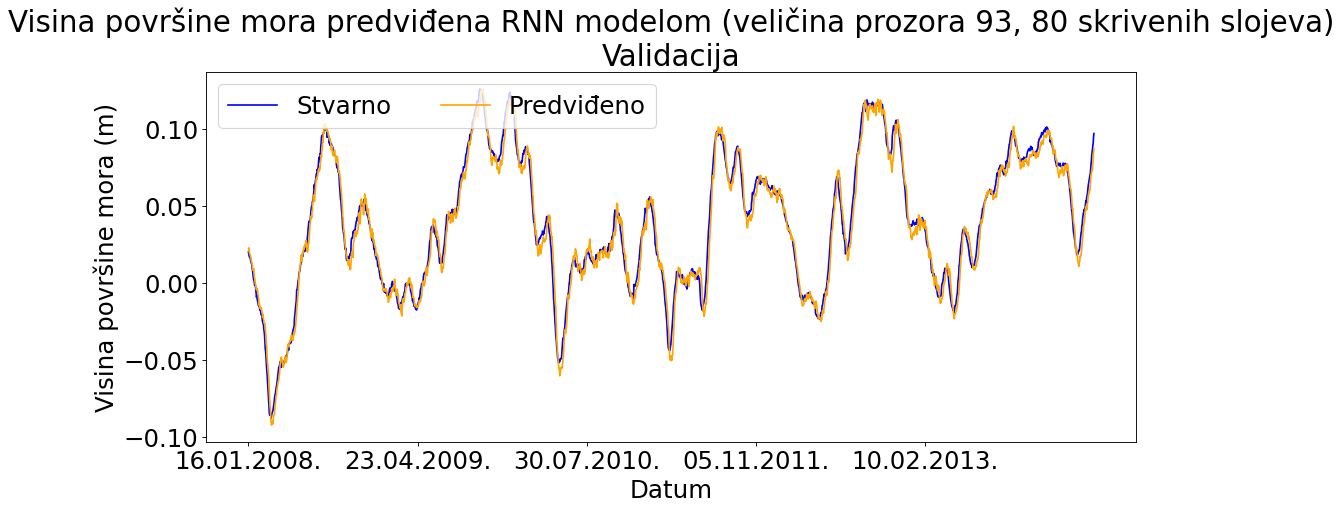 Visina površine mora predviđena RNN modelom (veličina prozora 93, 80 skrivenih slojeva)
Validacija
Stvarno
Predviđeno
Visina površine mora (m)
0.10
0.05
0.00
−0.05
−0.10
16.01.2008.
23.04.2009.
30.07.2010.
05.11.2011.
10.02.2013.
Datum